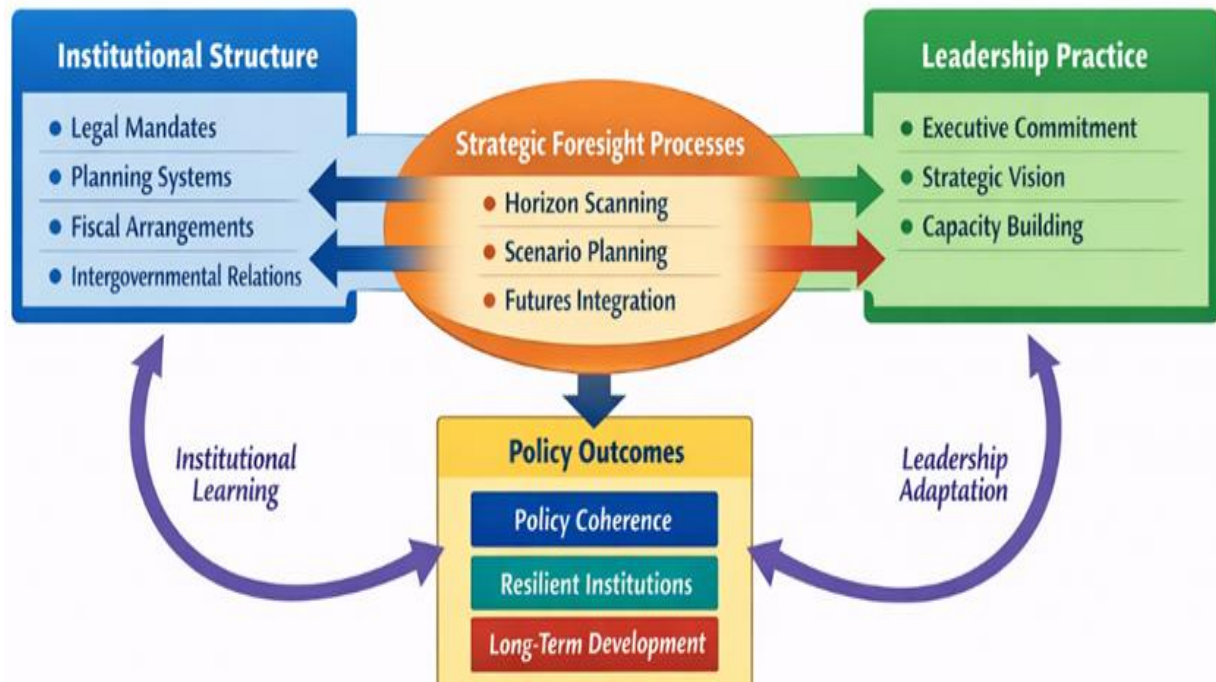 Institutional Structure
Legal Mandates
Planning Systems
Fiscal Arrangements
Intergovernmental Relations
Strategic Foresight Processes
Horizon Scanning
Scenario Planning
Futures Integration
Leadership Practice
Executive Commitment
Strategic Vision
Capacity Building
Institutional
Learning
Policy Outcomes
Policy Coherence
Resilient Institutions
Long-Term Development
Leadership
Adaptation